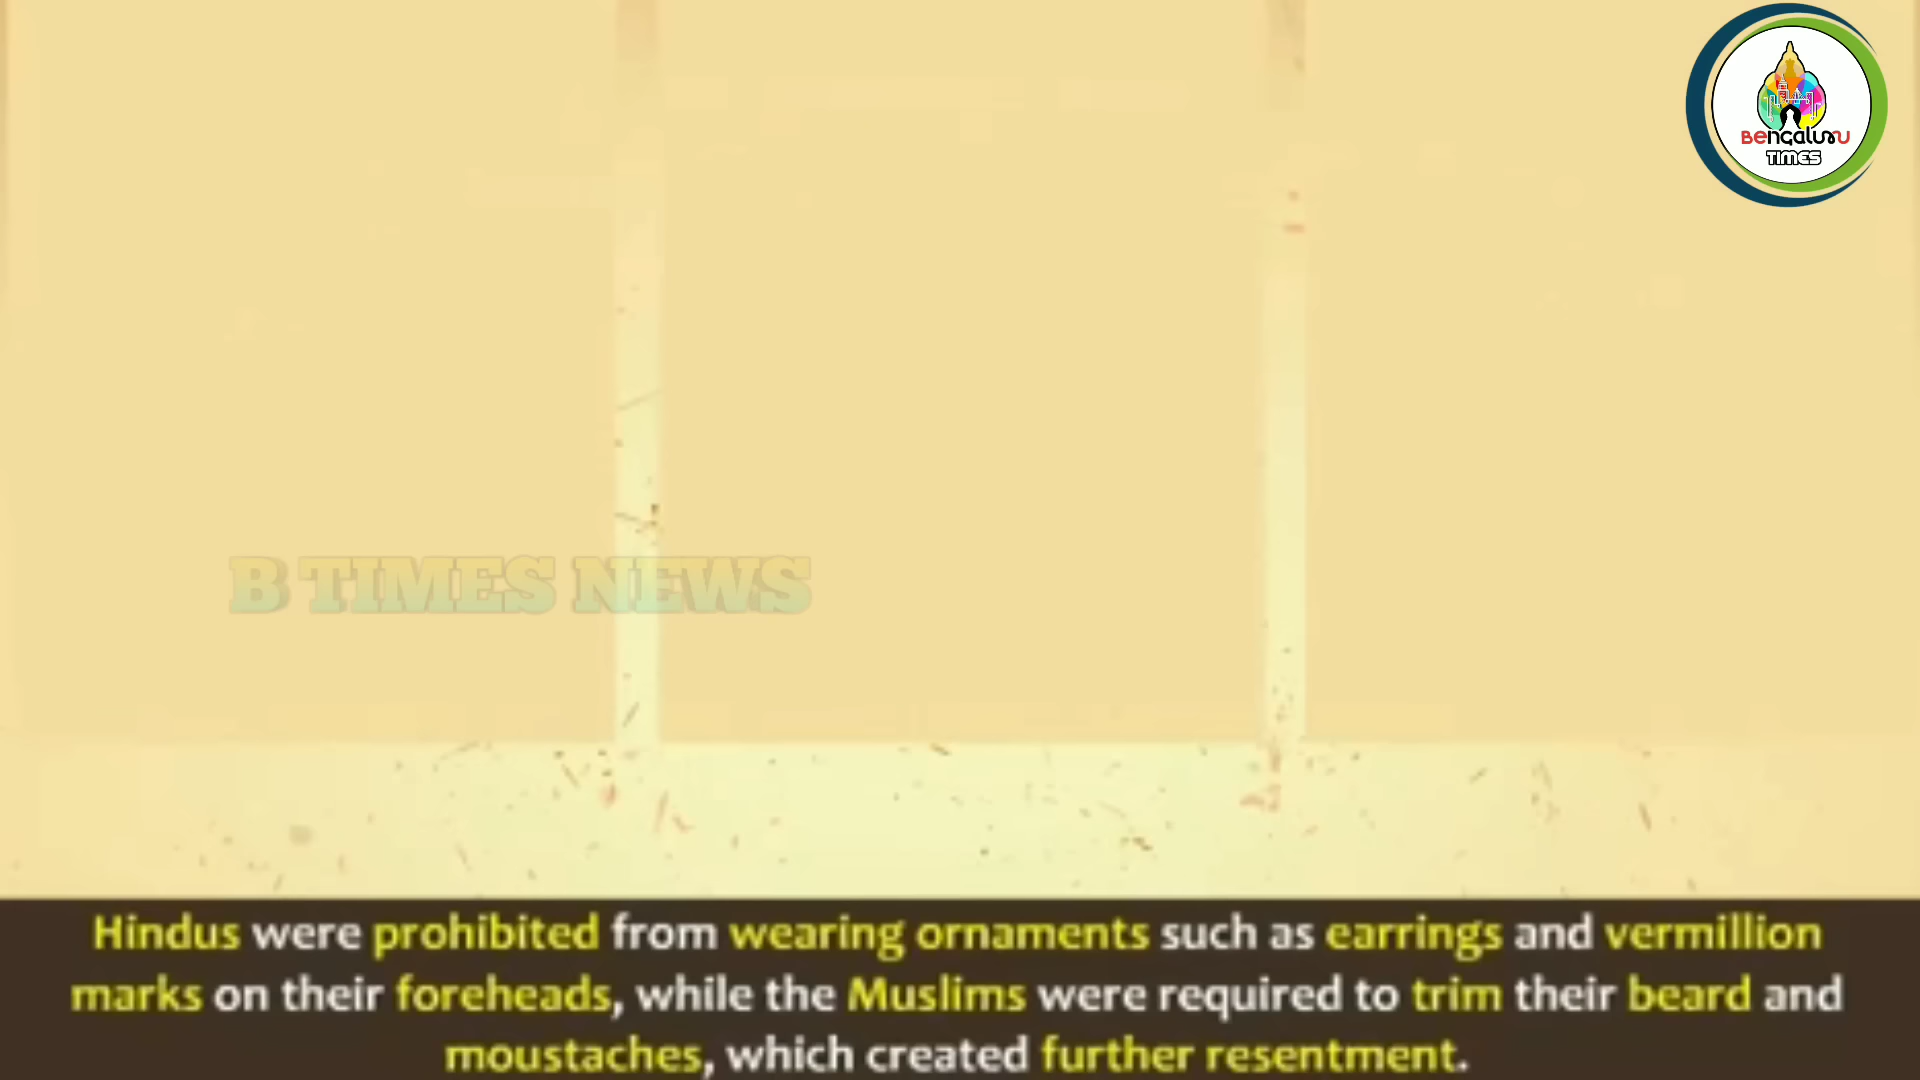 BENGALURU
TIMES
B TIMES NEWS
Hindus were prohibited from wearing ornaments such as earrings and vermillion
marks on their foreheads, while the Muslims were required to trim their beard and
moustaches, which created further resentment.